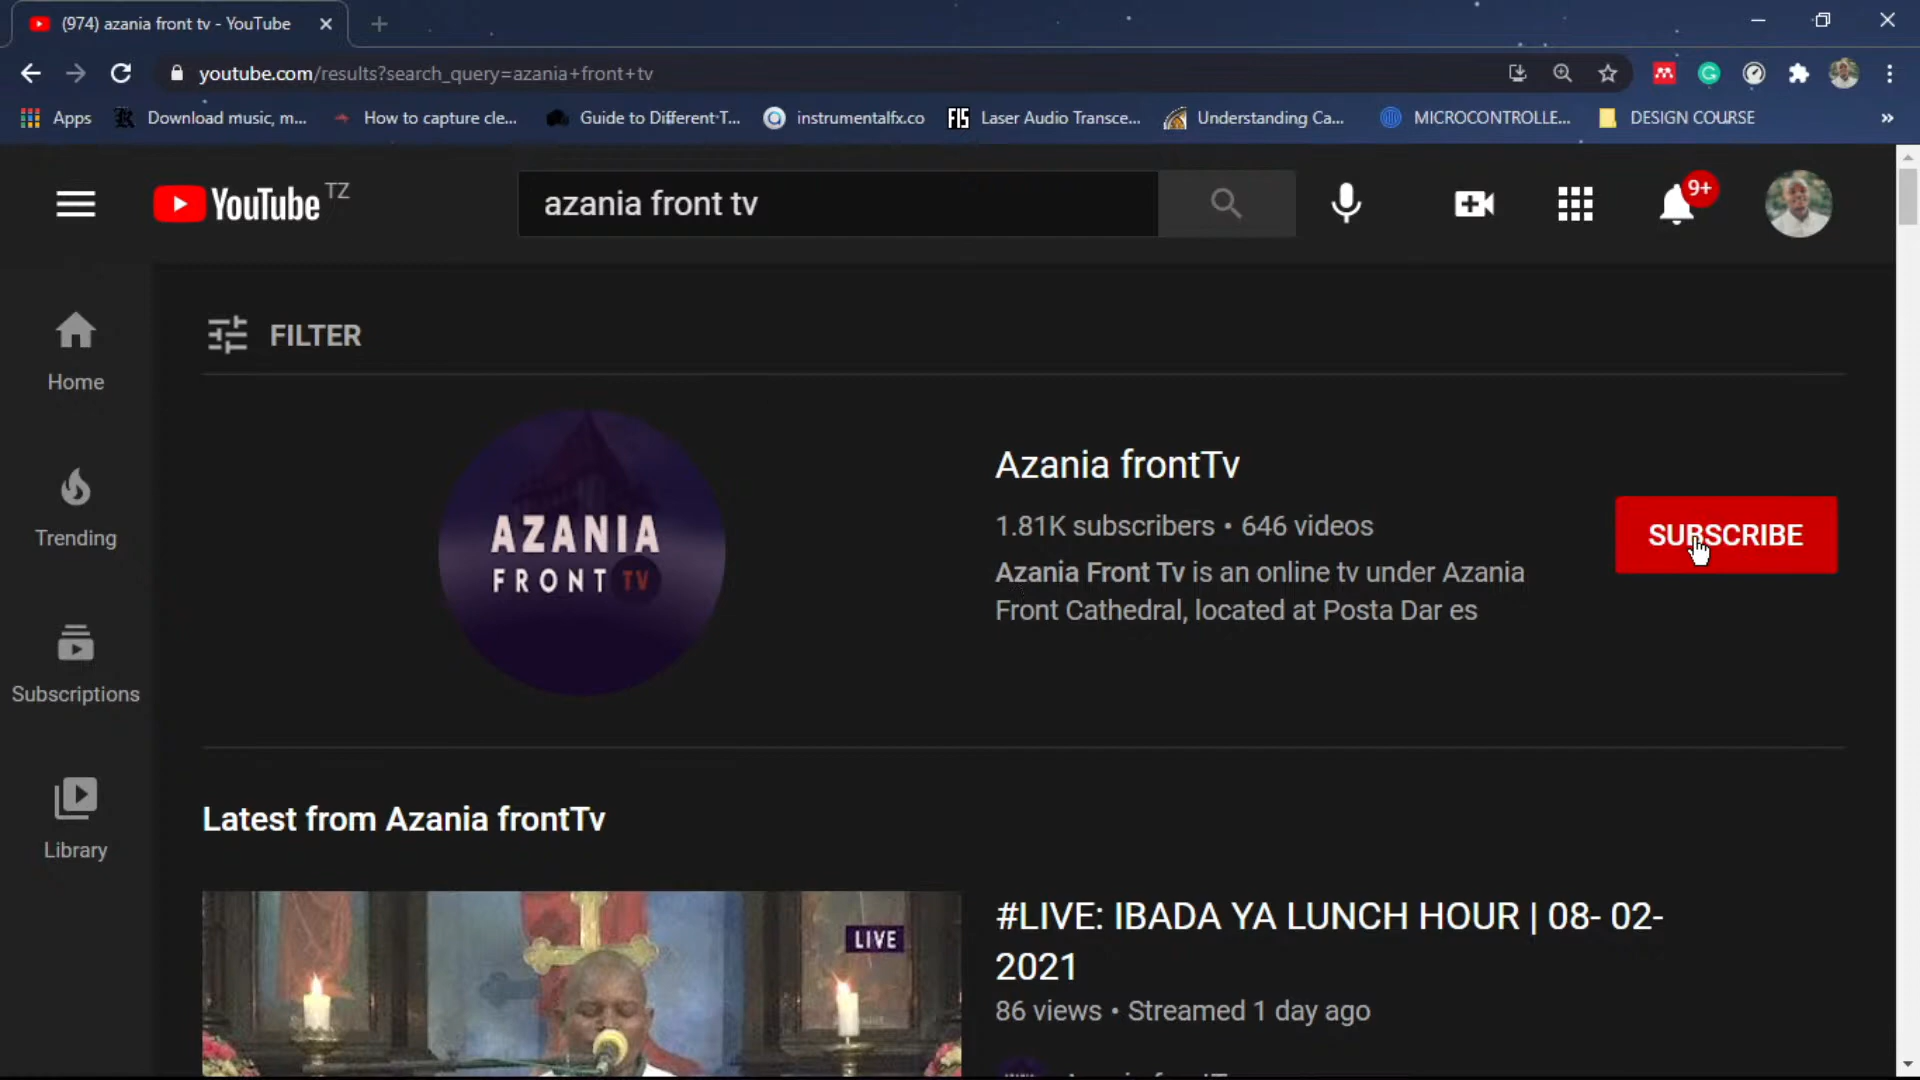 (974) azania front tv - YouTube
youtube.com/results?search_query=azania+front+tv
Apps
Download music, m...
How to capture cle...
Guide to Different T...
instrumentalfx.co
FIS
Laser Audio Transce...
Understanding Ca...
MICROCONTROLLE...
DESIGN COURSE
YouTube TZ
azania front tv
9+
Home
Trending
Subscriptions
Library
FILTER
AZANIA
FRONT TV
Azania frontTv
1.81K subscribers • 646 videos
Azania Front Tv is an online tv under Azania
Front Cathedral, located at Posta Dar es
SUBSCRIBE
Latest from Azania frontTv
LIVE
#LIVE: IBADA YA LUNCH HOUR | 08- 02-
2021
86 views • Streamed 1 day ago